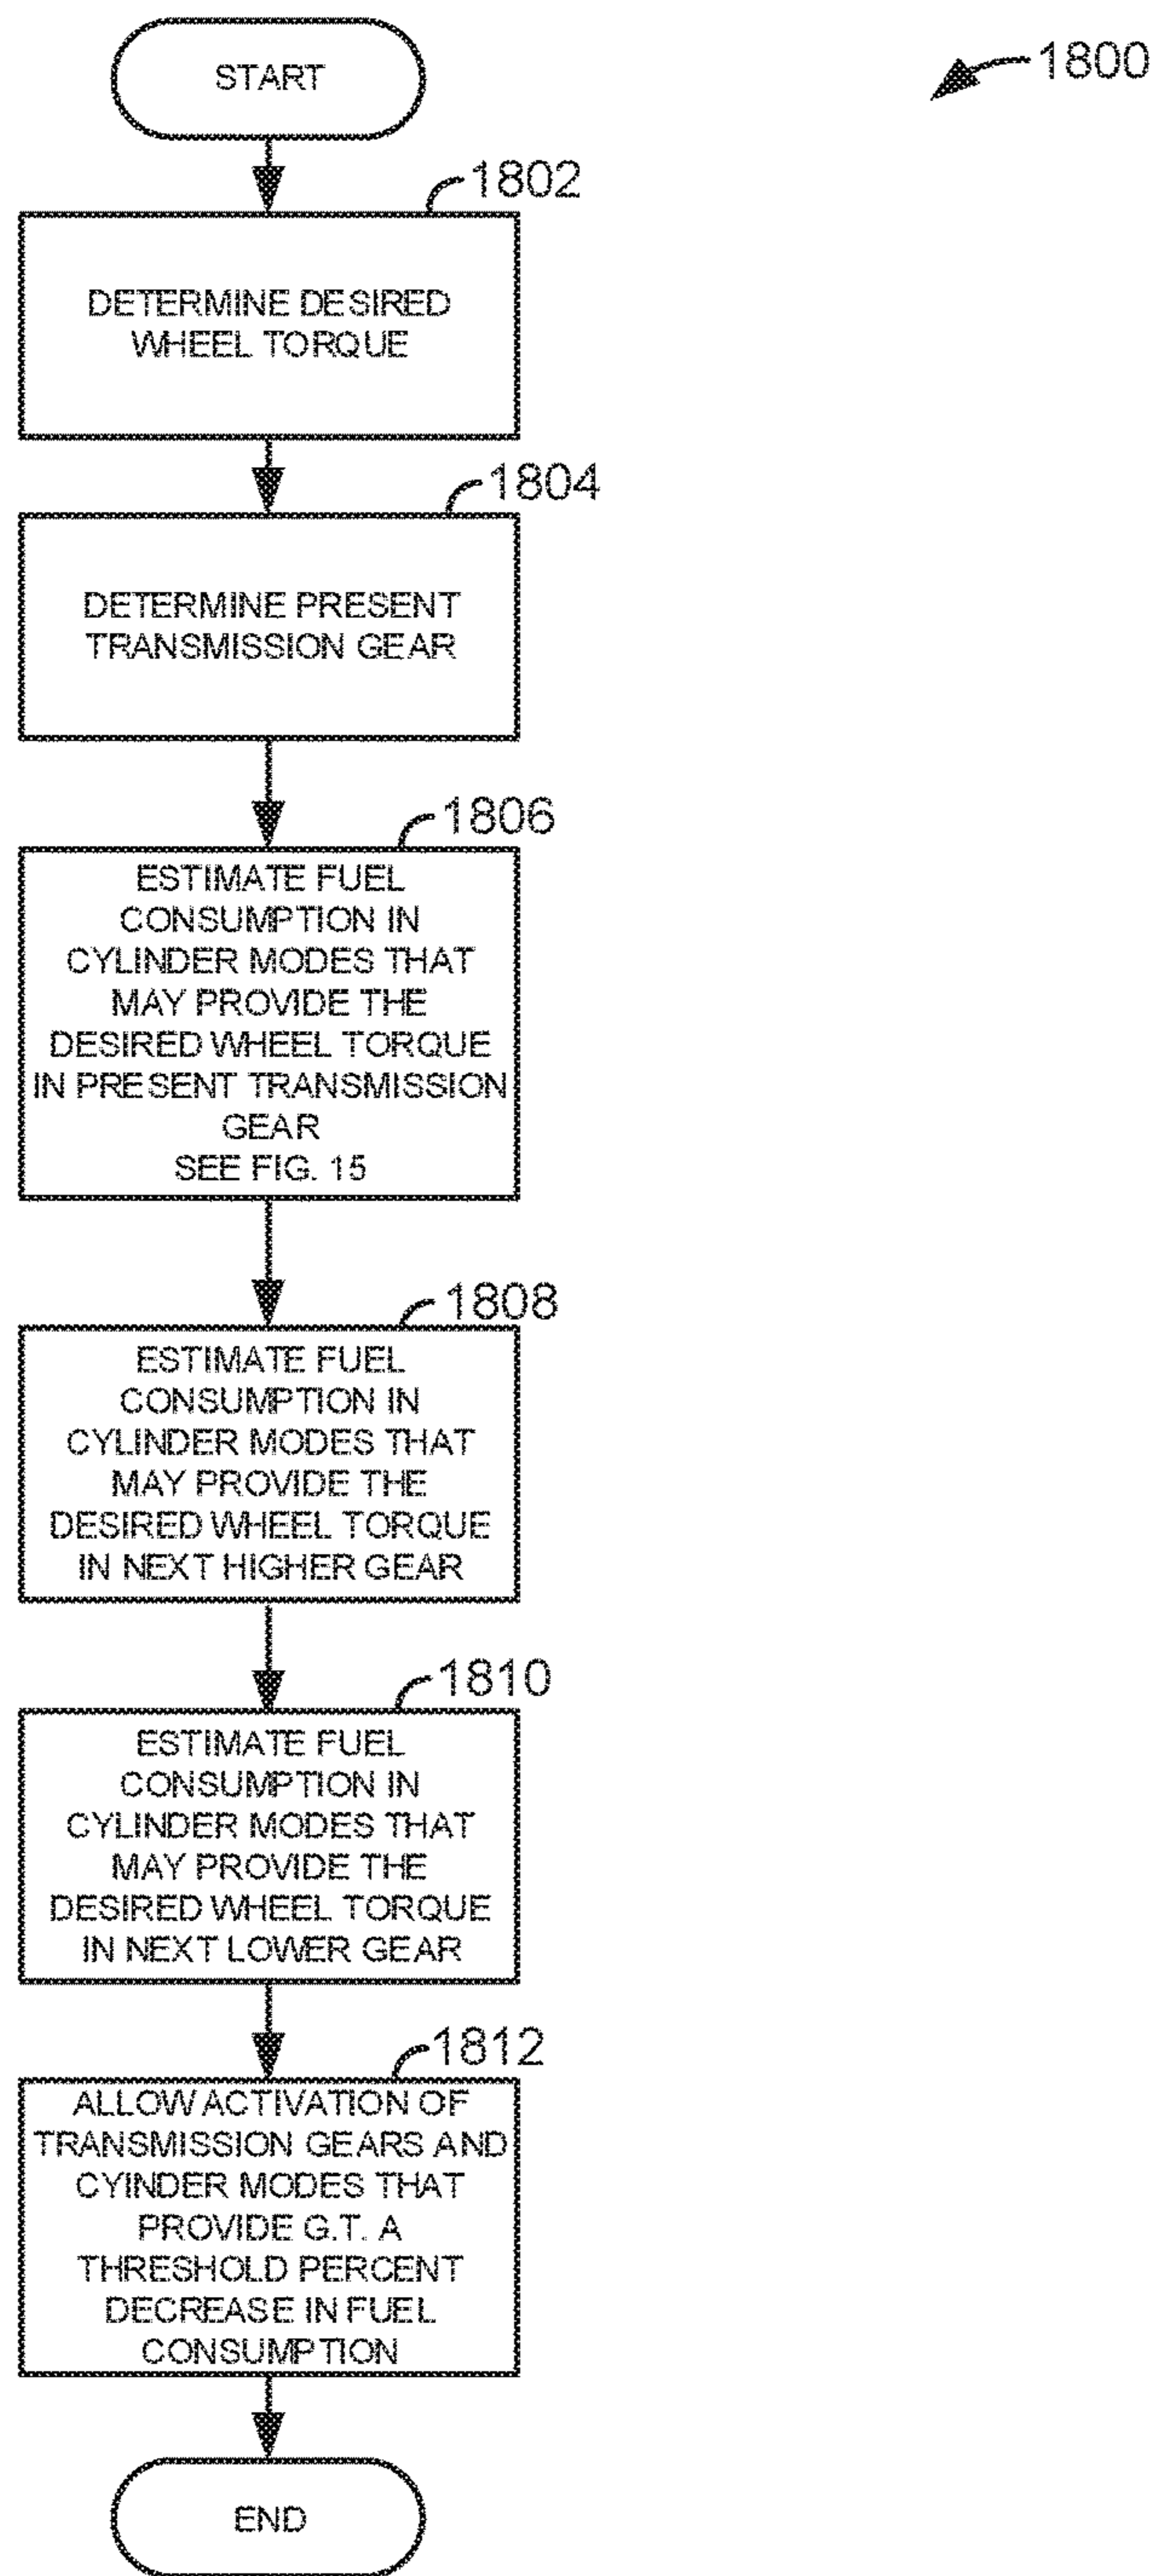 START
1800
1802
DETERMINE DESIRED
WHEEL TORQUE
1804
DETERMINE PRESENT
TRANSMISSION GEAR
1806
ESTIMATE FUEL
CONSUMPTION IN
CYLINDER MODES THAT
MAY PROVIDE THE
DESIRED WHEEL TORQUE
IN PRESENT TRANSMISSION
GEAR
SEE FIG. 15
1808
ESTIMATE FUEL
CONSUMPTION IN
CYLINDER MODES THAT
MAY PROVIDE THE
DESIRED WHEEL TORQUE
IN NEXT HIGHER GEAR
1810
ESTIMATE FUEL
CONSUMPTION IN
CYLINDER MODES THAT
MAY PROVIDE THE
DESIRED WHEEL TORQUE
IN NEXT LOWER GEAR
1812
ALLOW ACTIVATION OF
TRANSMISSION GEARS AND
CYINDER MODES THAT
PROVIDE G.T. A
THRESHOLD PERCENT
DECREASE IN FUEL
CONSUMPTION
END